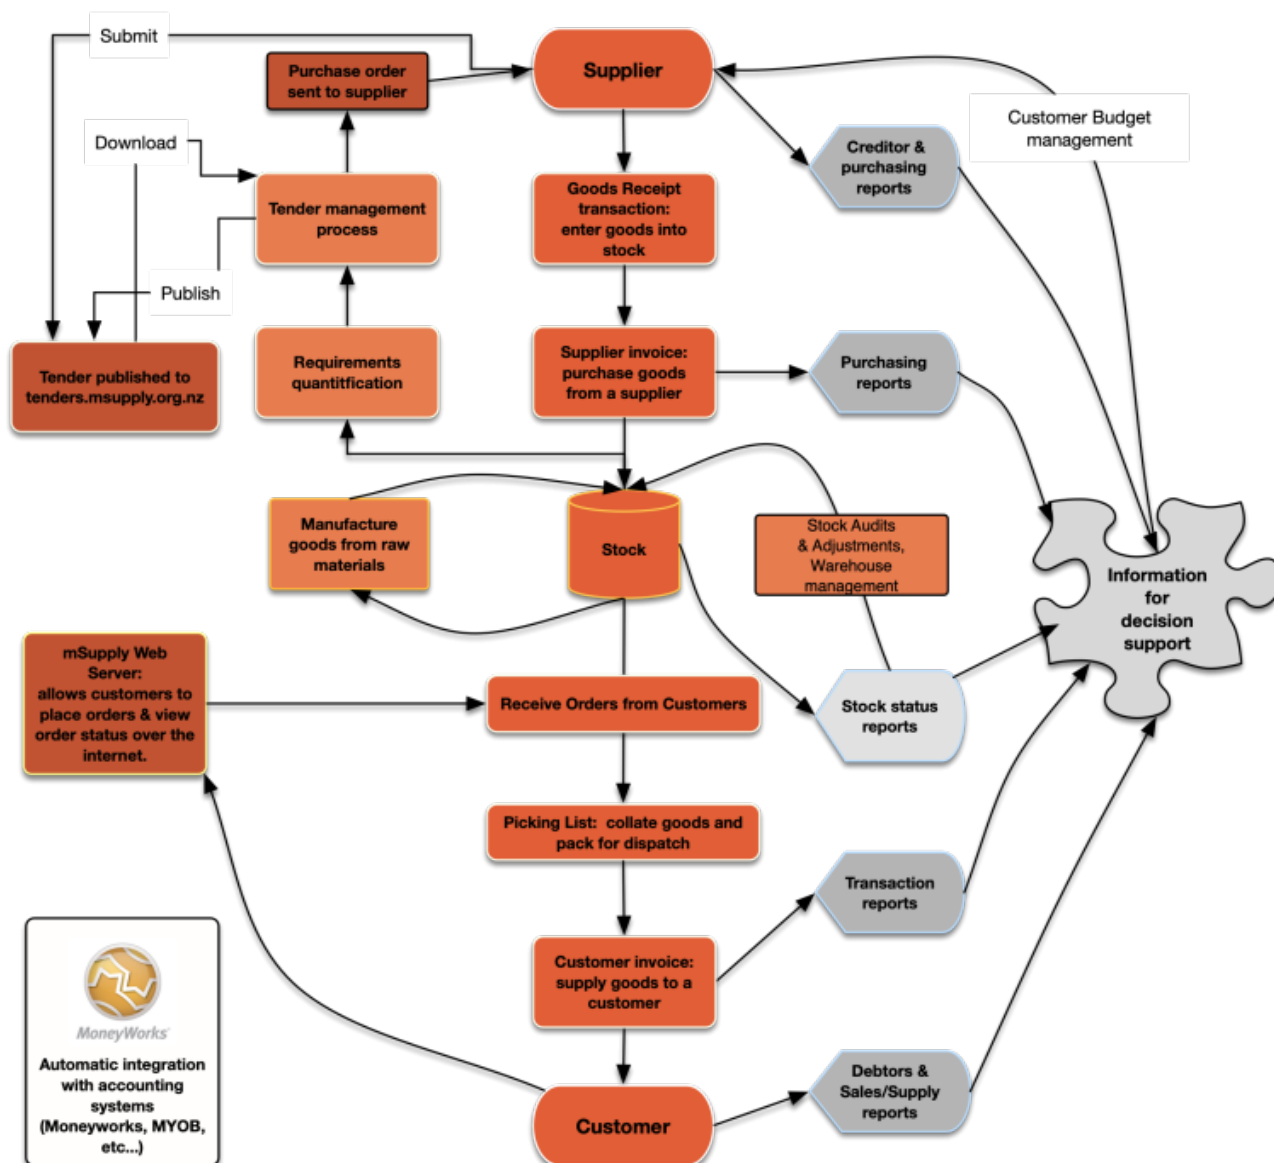 Submit
Purchase order
sent to supplier
Supplier
Customer Budget
management
Download
Creditor &
purchasing
reports
Tender management
process
Goods Receipt
transaction:
enter goods into
stock
Publish
Tender published to
tenders.msupply.org.nz
Requirements
quantitfication
Supplier invoice:
purchase goods
from a supplier
Purchasing
reports
Manufacture
goods from raw
materials
Stock
Stock Audits
& Adjustments,
Warehouse
management
Information
for
decision
support
mSupply Web
Server:
allows customers to
place orders & view
order status over the
internet.
Receive Orders from Customers
Stock status
reports
Picking List:  collate goods and
pack for dispatch
Transaction
reports
Customer invoice:
supply goods to a
customer
MoneyWorks
Automatic integration
with accounting
systems
(Moneyworks, MYOB,
etc...)
Debtors &
Sales/Supply
reports
Customer